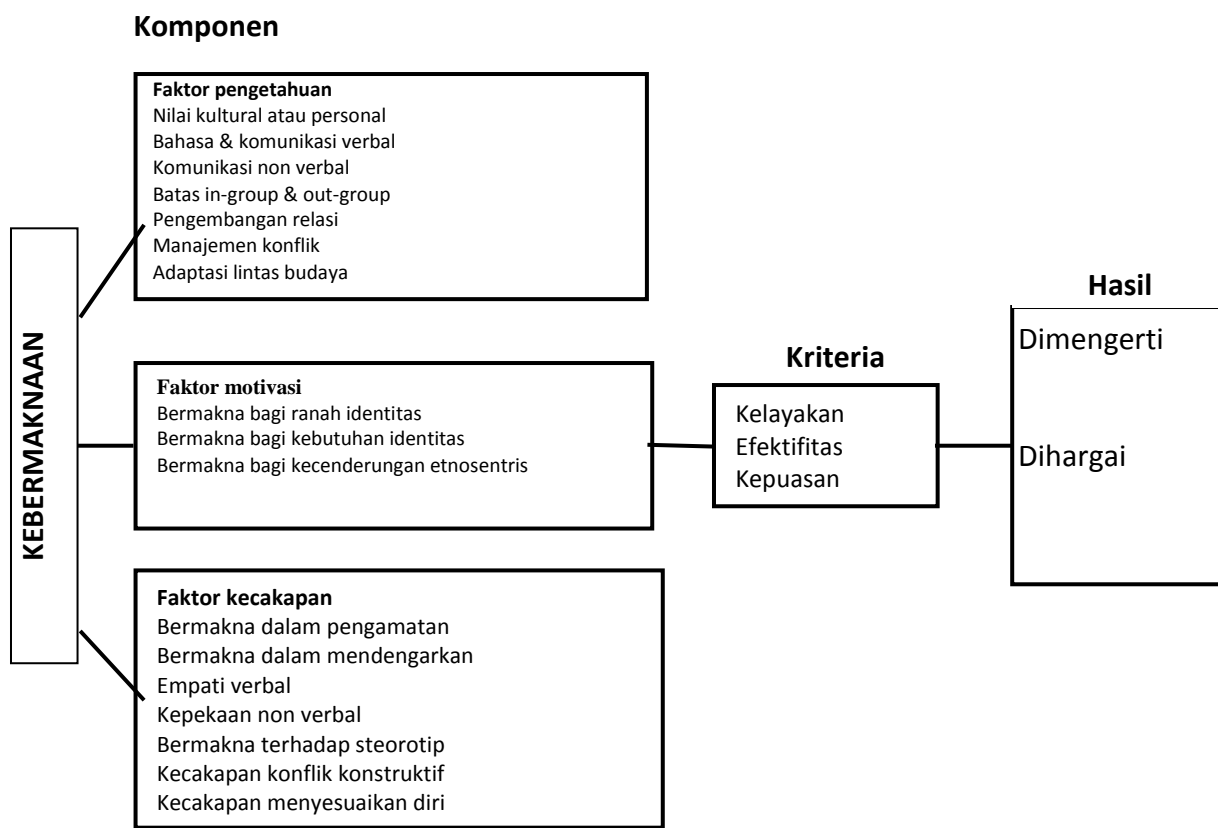 Komponen
Faktor pengetahuan
Nilai kultural atau personal
Bahasa & komunikasi verbal
Komunikasi non verbal
Batas in-group & out-group
Pengembangan relasi
Manajemen konflik
Adaptasi lintas budaya
KEBERMAKNAAN
Faktor motivasi
Bermakna bagi ranah identitas
Bermakna bagi kebutuhan identitas
Bermakna bagi kecenderungan etnosentris
Faktor kecakapan
Bermakna dalam pengamatan
Bermakna dalam mendengarkan
Empati verbal
Kepekaan non verbal
Bermakna terhadap steorotip
Kecakapan konflik konstruktif
Kecakapan menyesuaikan diri
Kriteria
Kelayakan
Efektifitas
Kepuasan
Hasil
Dimengerti
Dihargai